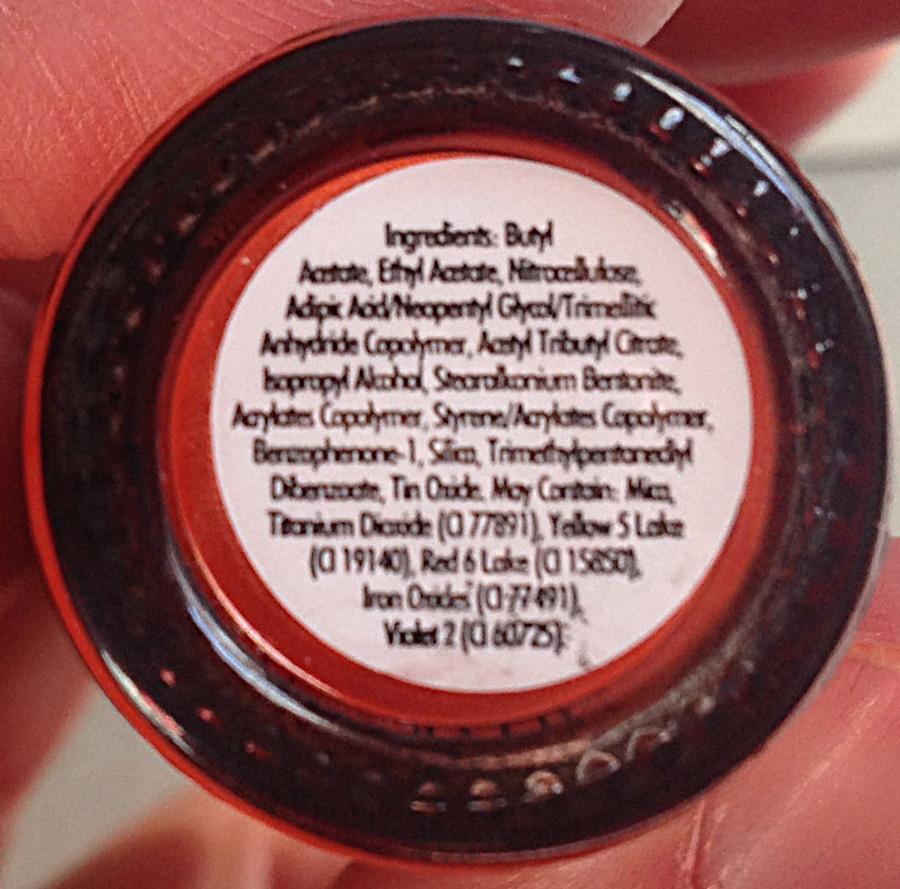 Ingredients: Butyl
Acetate, Ethyl Acetate, Nitrocellulose,
Adipic Acid/Neopentyl Glycol/Trimellitic
Anhydride Copolymer, Acetyl Tributyl Citrate,
Isopropyl Alcohol, Stearalkonium Bentonite,
Acrylates Copolymer, Styrene/Acrylates Copolymer,
Benzophenone-1, Silica, Trimethylpentanediyl
Dibenzoate, Tin Oxide. May Contain: Mica,
Titanium Dioxide (CI 77891), Yellow 5 Lake
(CI 19140), Red 6 Lake (CI 15850),
Iron Oxides (CI 77491),
Violet 2 (CI 60725).